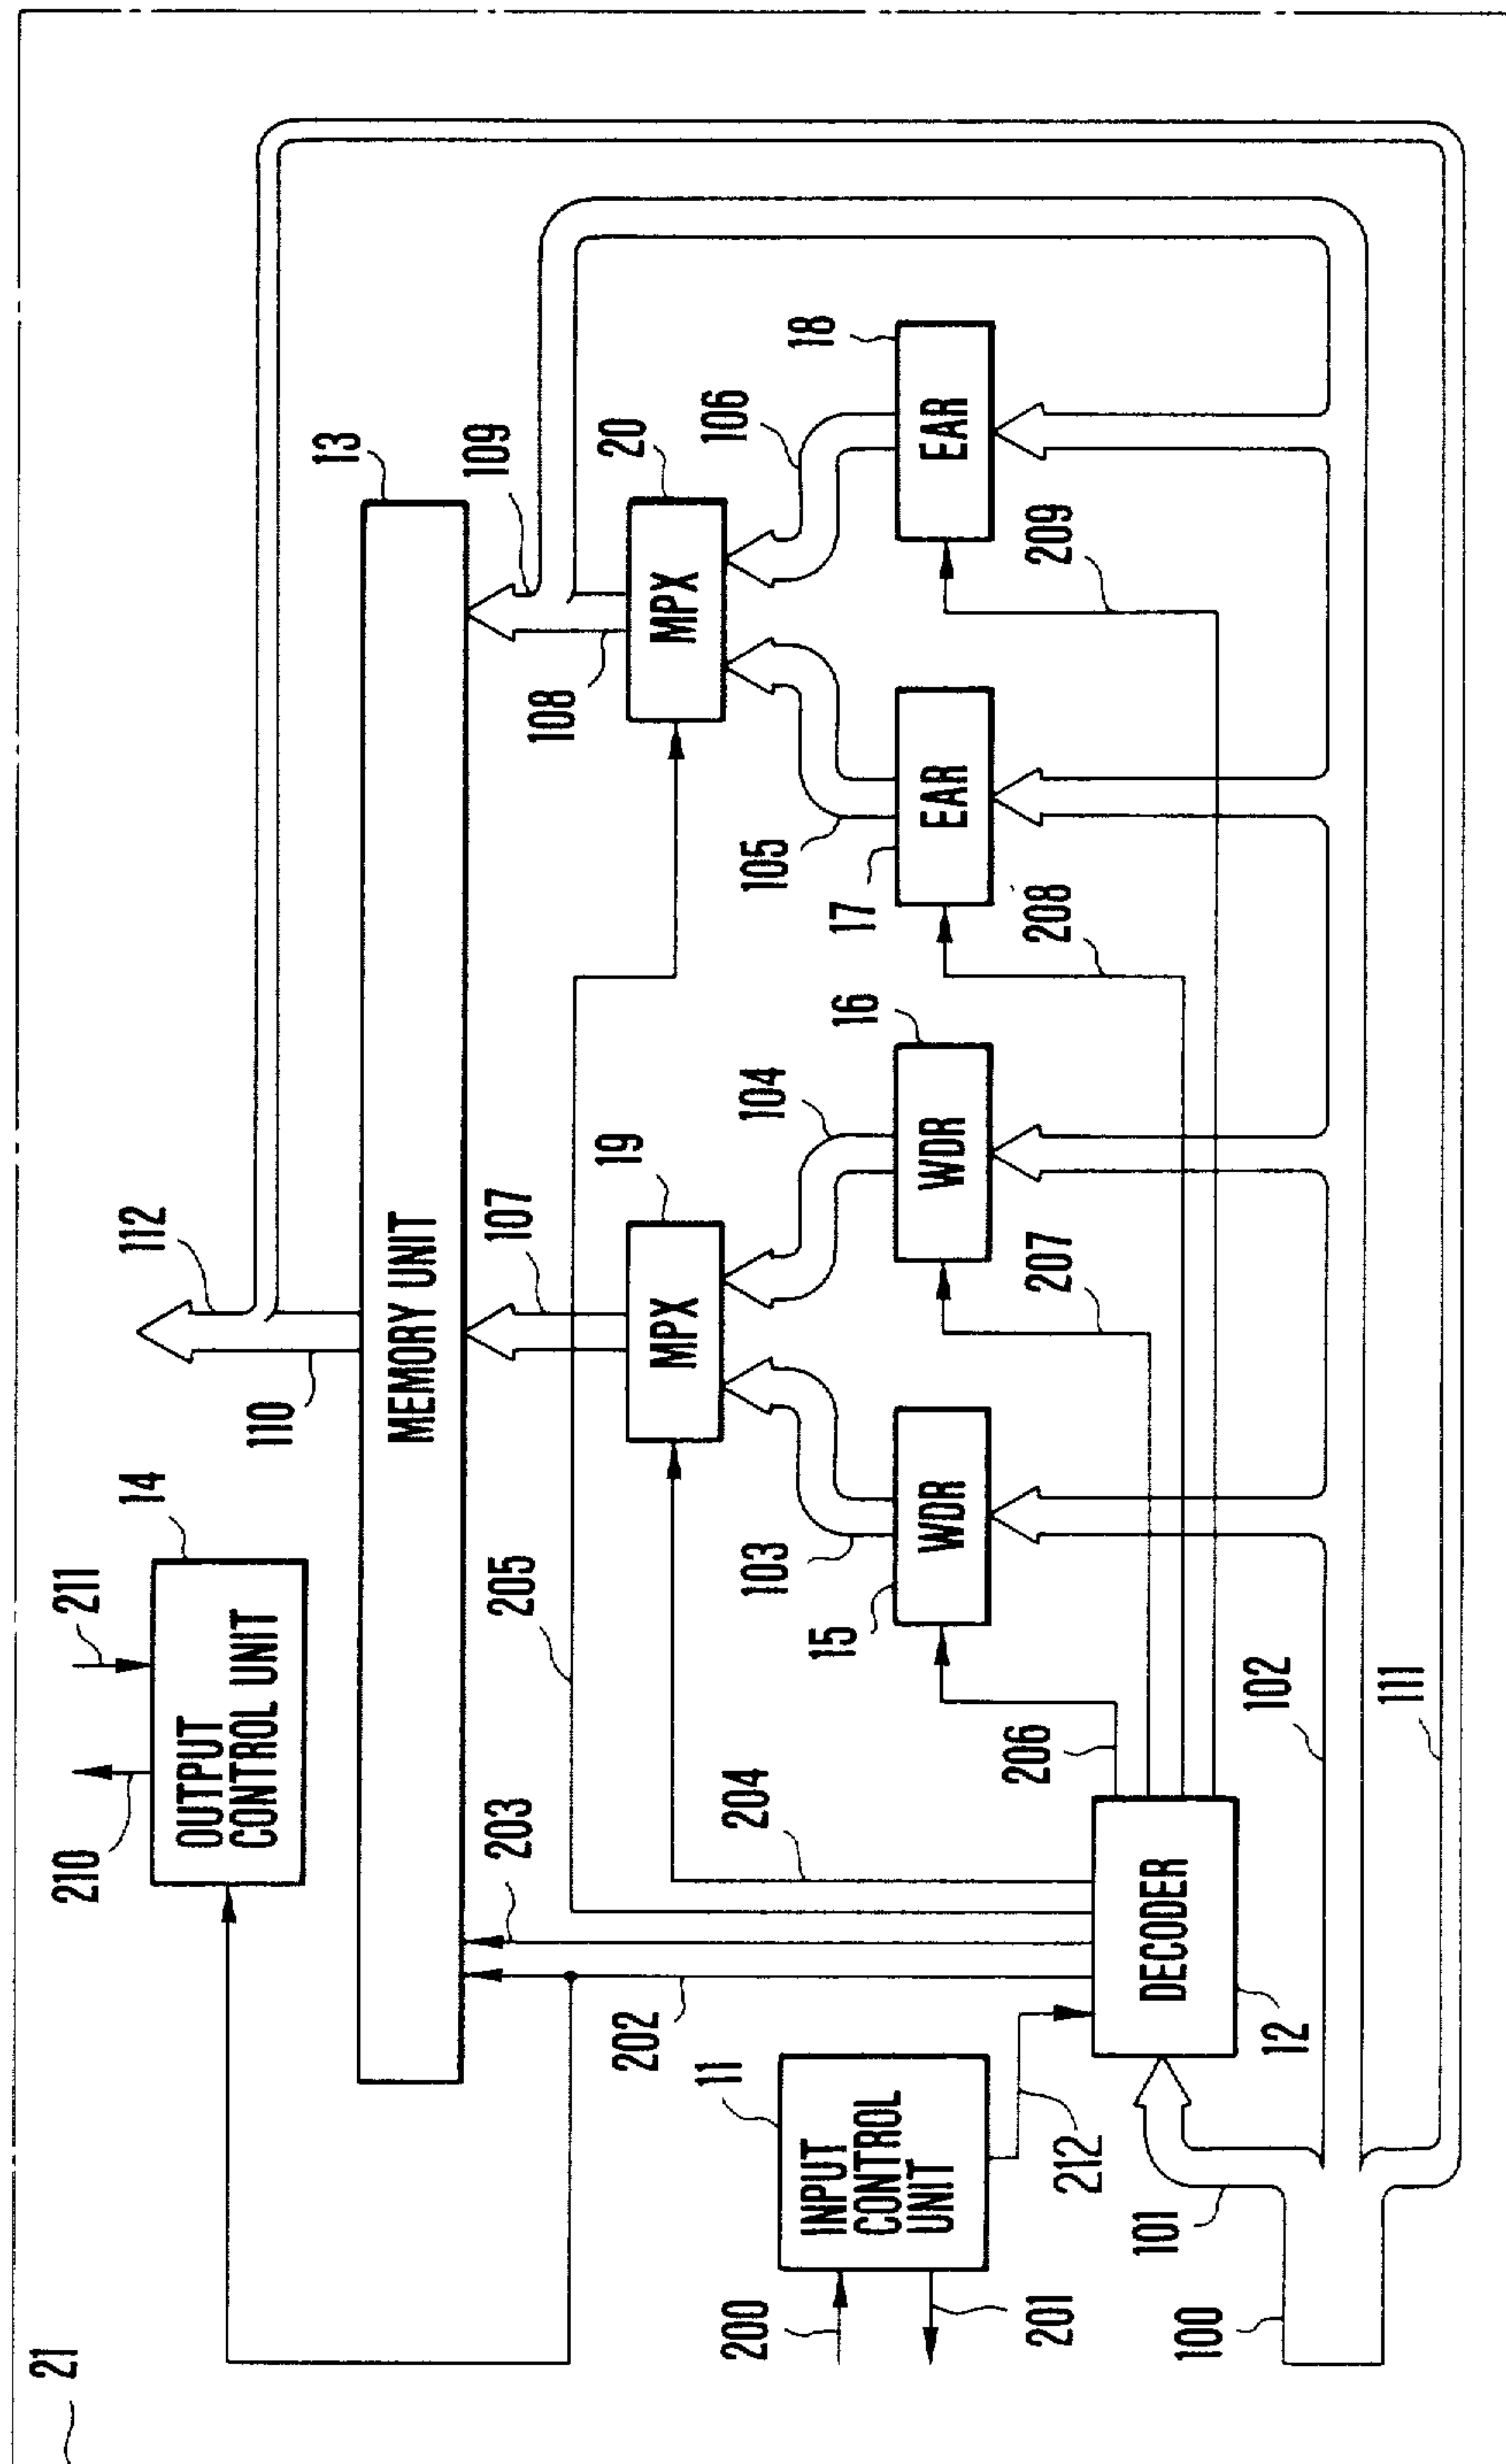 21
210
211
14
OUTPUT
CONTROL UNIT
110
112
13
MEMORY UNIT
202
203
204
205
107
19
MPX
108
109
20
MPX
103
104
105
106
200
201
11
INPUT
CONTROL
UNIT
212
15
WDR
16
WDR
17
EAR
18
EAR
206
207
208
209
DECODER
12
100
101
102
111